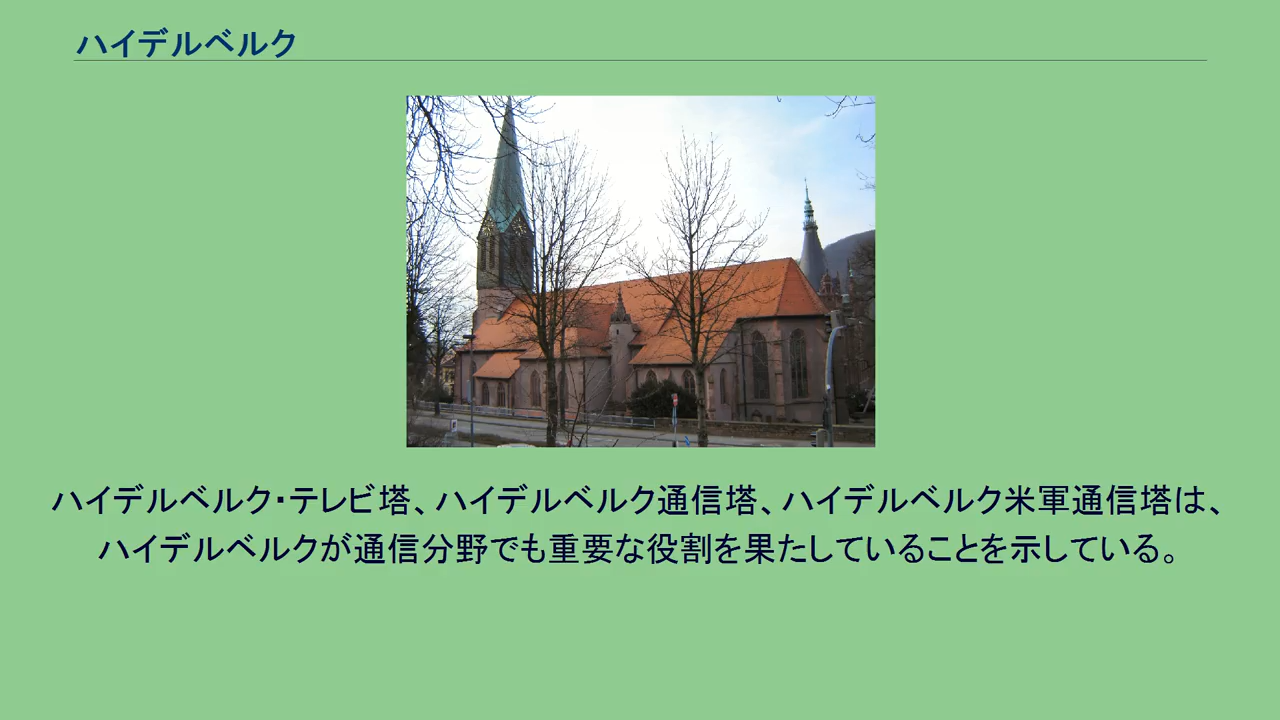 ハイデルベルク
ハイデルベルク・テレビ塔、ハイデルベルク通信塔、ハイデルベルク米軍通信塔は、
ハイデルベルクが通信分野でも重要な役割を果たしていることを示している。